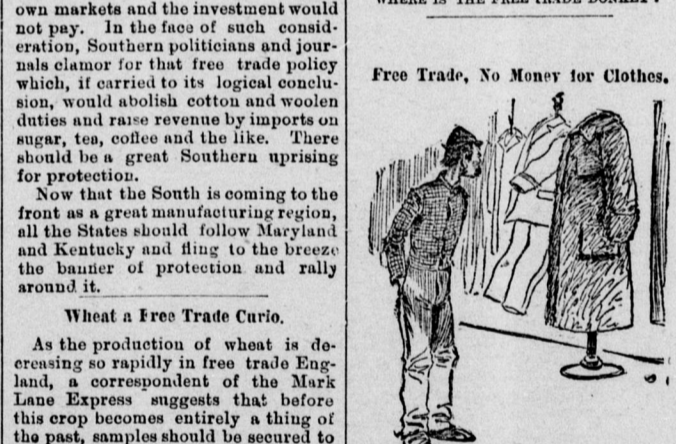 own markets and the investment would
not pay. In the face of such consid-
eration, Southern politicians and jour-
nals clamor for that free trade policy
which, if carried to its logical conclu-
sion, would abolish cotton and woolen
duties and raise revenue by imports on
sugar, tea, coffee and the like. There
should be a great Southern uprising
for protection.
Now that the South is coming to the
front as a great manufacturing region,
all the States should follow Maryland
and Kentucky and fling to the breeze
the banner of protection and rally
around it.
Wheat a Free Trade Curio.
As the production of wheat is de-
creasing so rapidly in free trade Eng-
land, a correspondent of the Mark
Lane Express suggests that before
this crop becomes entirely a thing of
the past, samples should be secured to
WHERE IS THE FREE TRADE DONKEY?
Free Trade, No Money for Clothes.